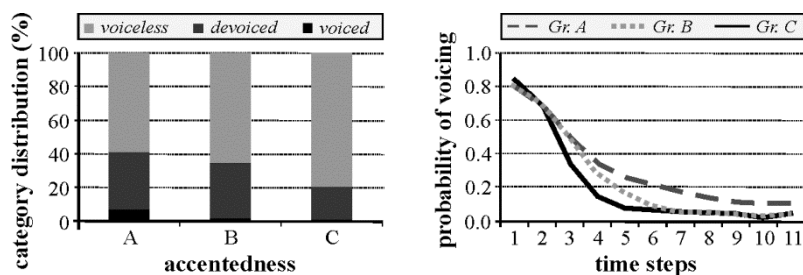 voiceless devoiced voiced
category distribution (%)
100
80
60
40
20
0
A B C
accentedness
Gr. A Gr. B Gr. C
probability of voicing
1.0
0.8
0.6
0.4
0.2
0.0
1 2 3 4 5 6 7 8 9 10 11
time steps